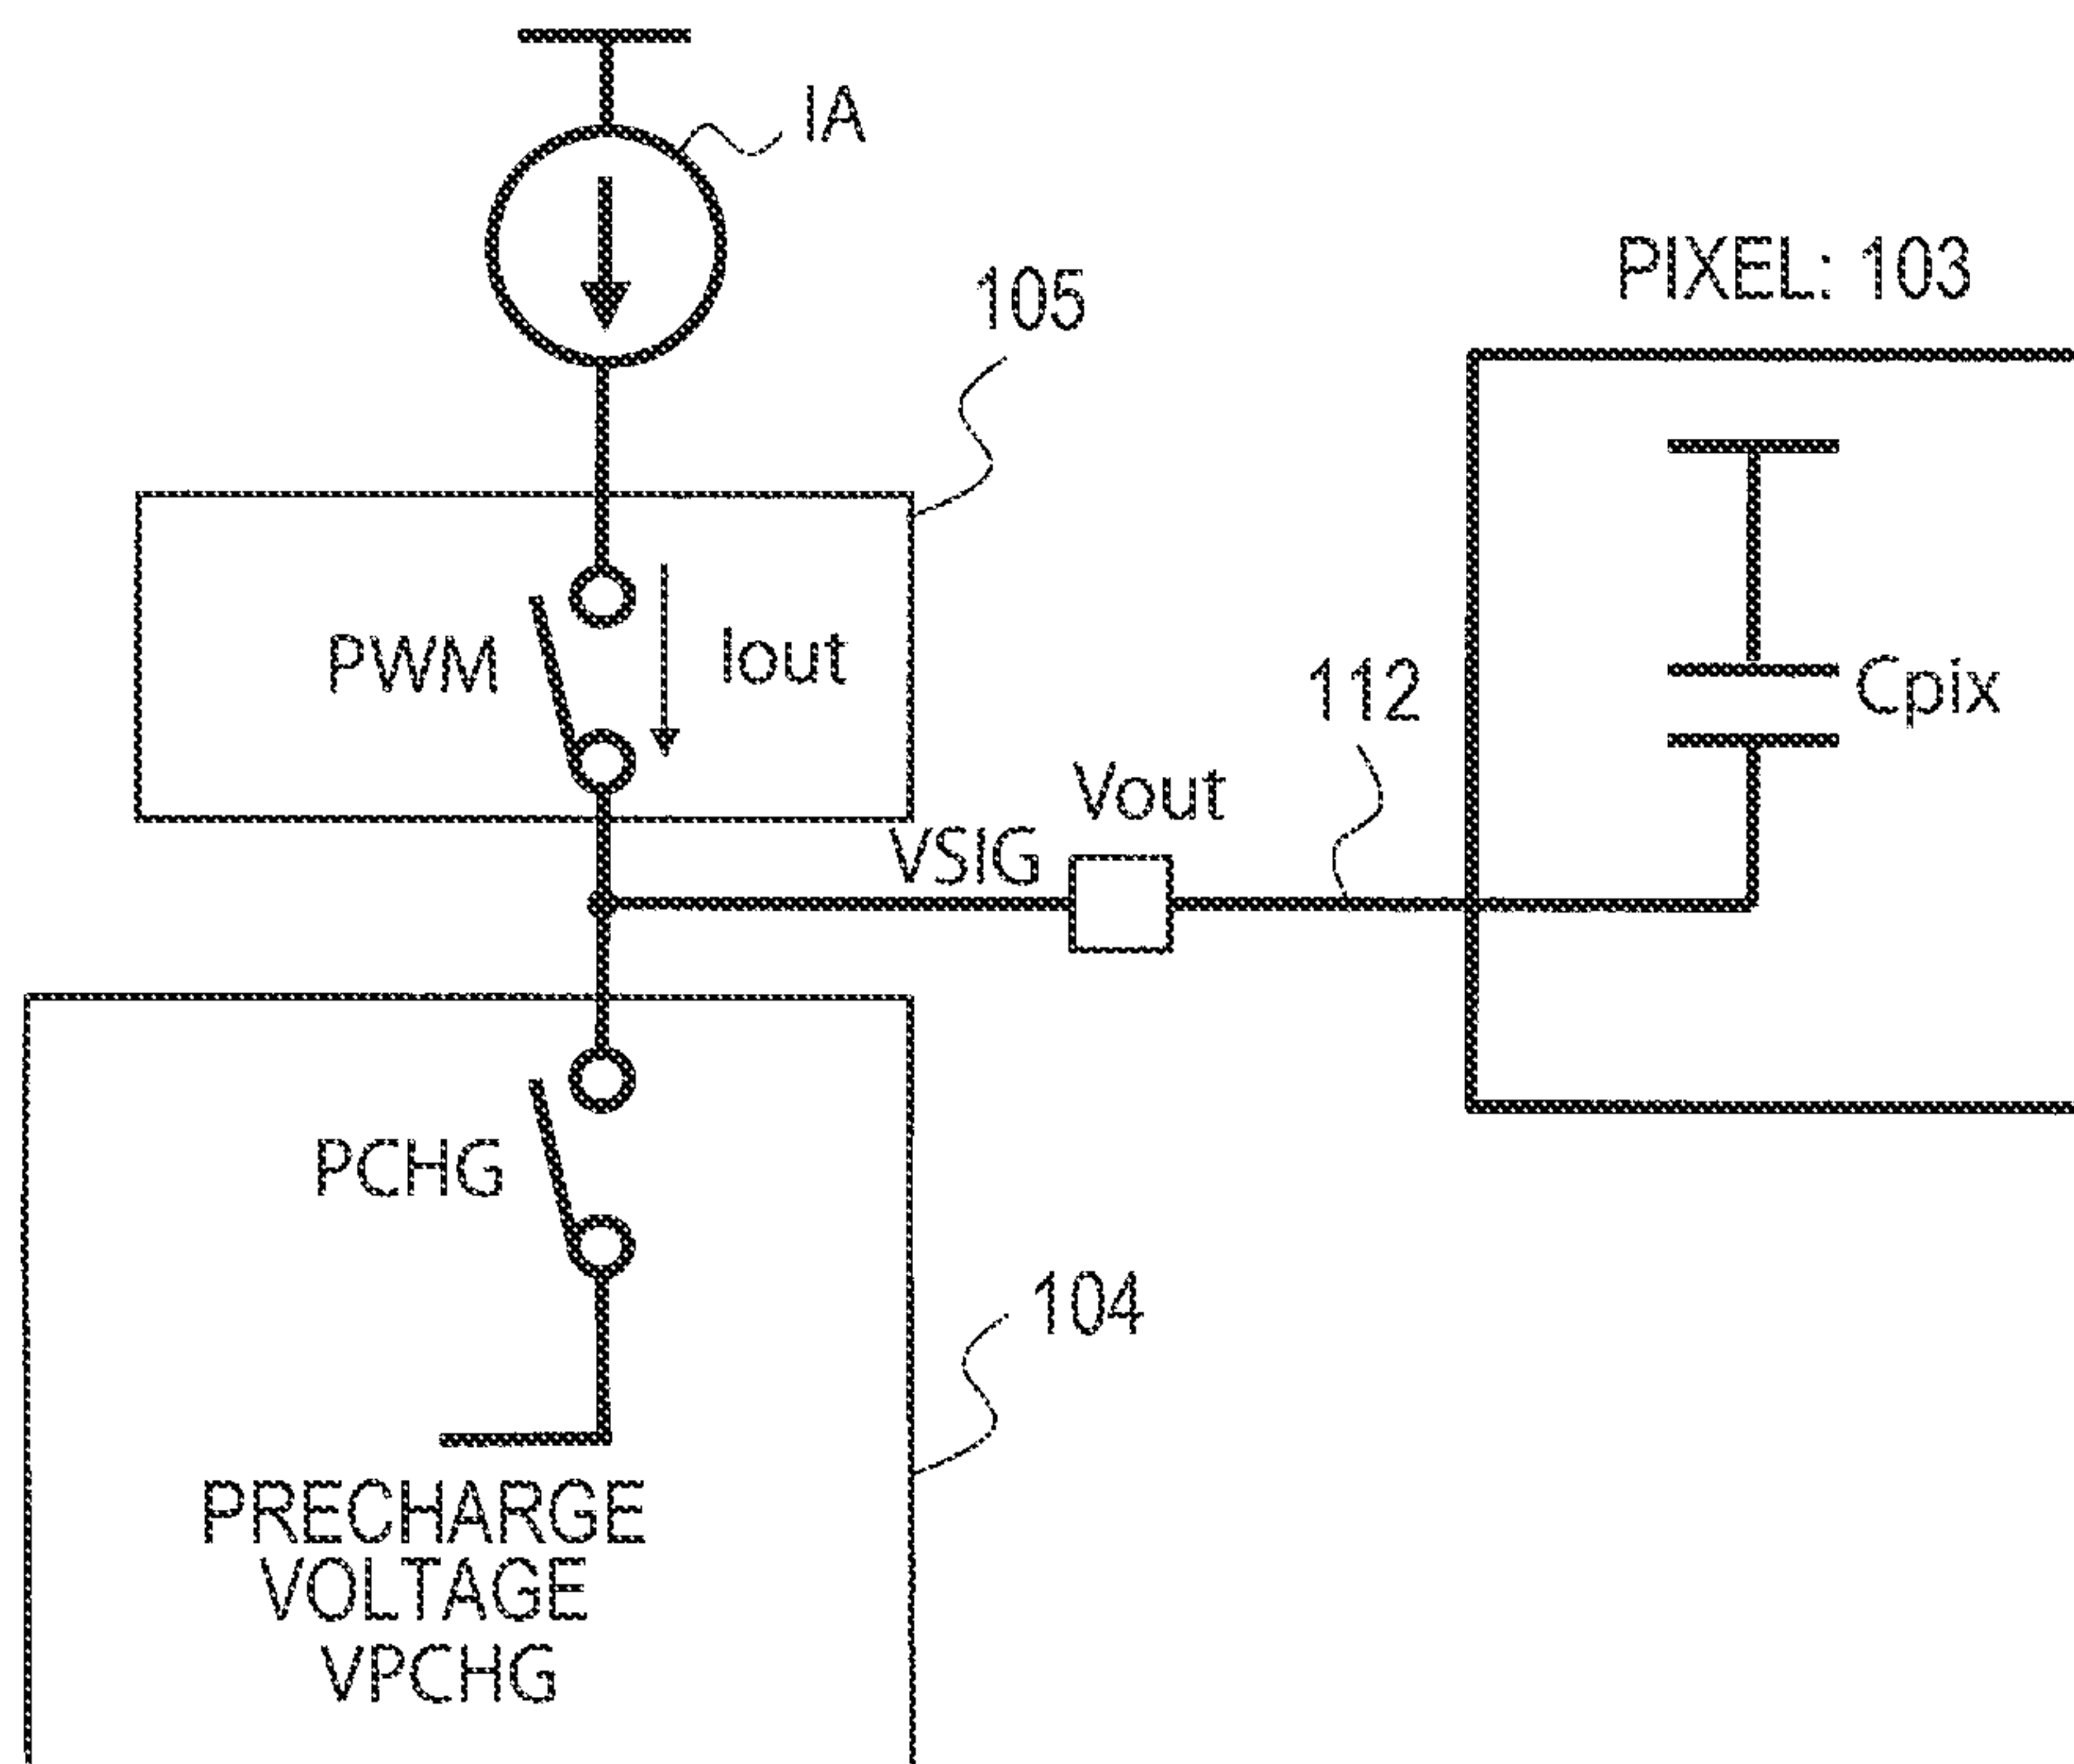 IA
105
PIXEL: 103
PWM
Iout
Cpix
112
Vout
VSIG
PCHG
104
PRECHARGE
VOLTAGE
VPCHG